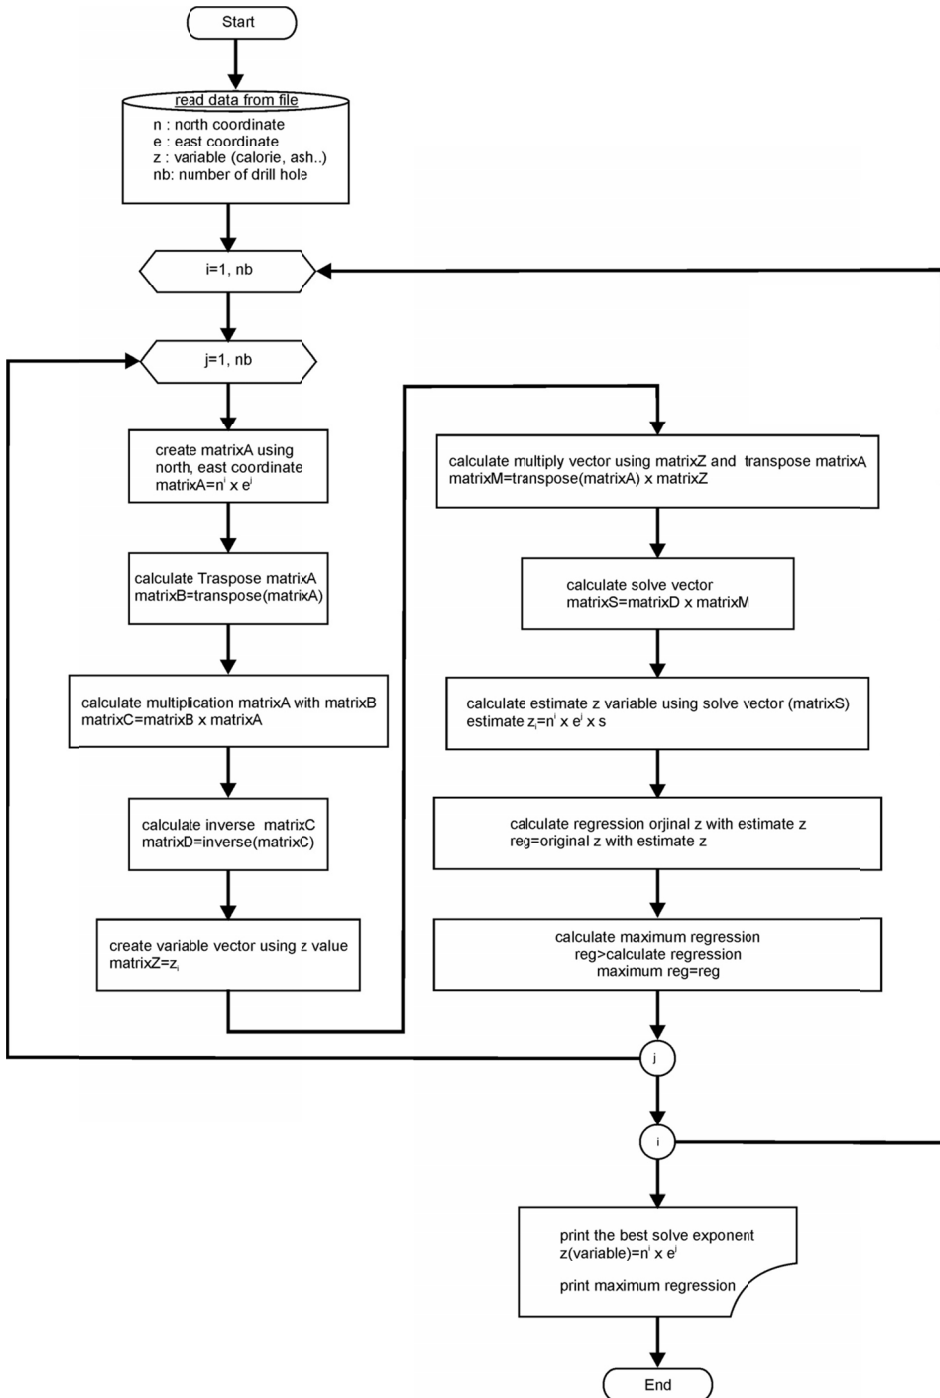 Start
read data from file
n : north coordinate
e : east coordinate
z : variable (calorie, ash..)
nb: number of drill hole
i=1, nb
j=1, nb
create matrixA using
north, east coordinate
matrixA=nⁱ x eʲ
calculate Traspose matrixA
matrixB=transpose(matrixA)
calculate multiplication matrixA with matrixB
matrixC=matrixB x matrixA
calculate inverse matrixC
matrixD=inverse(matrixC)
create variable vector using z value
matrixZ=zᵢ
calculate multiply vector using matrixZ and transpose matrixA
matrixM=transpose(matrixA) x matrixZ
calculate solve vector
matrixS=matrixD x matrixM
calculate estimate z variable using solve vector (matrixS)
estimate zᵢ=nⁱ x eʲ x s
calculate regression orjinal z with estimate z
reg=original z with estimate z
calculate maximum regression
reg>calculate regression
maximum reg=reg
j
i
print the best solve exponent
z(variable)=nⁱ x eʲ
print maximum regression
End